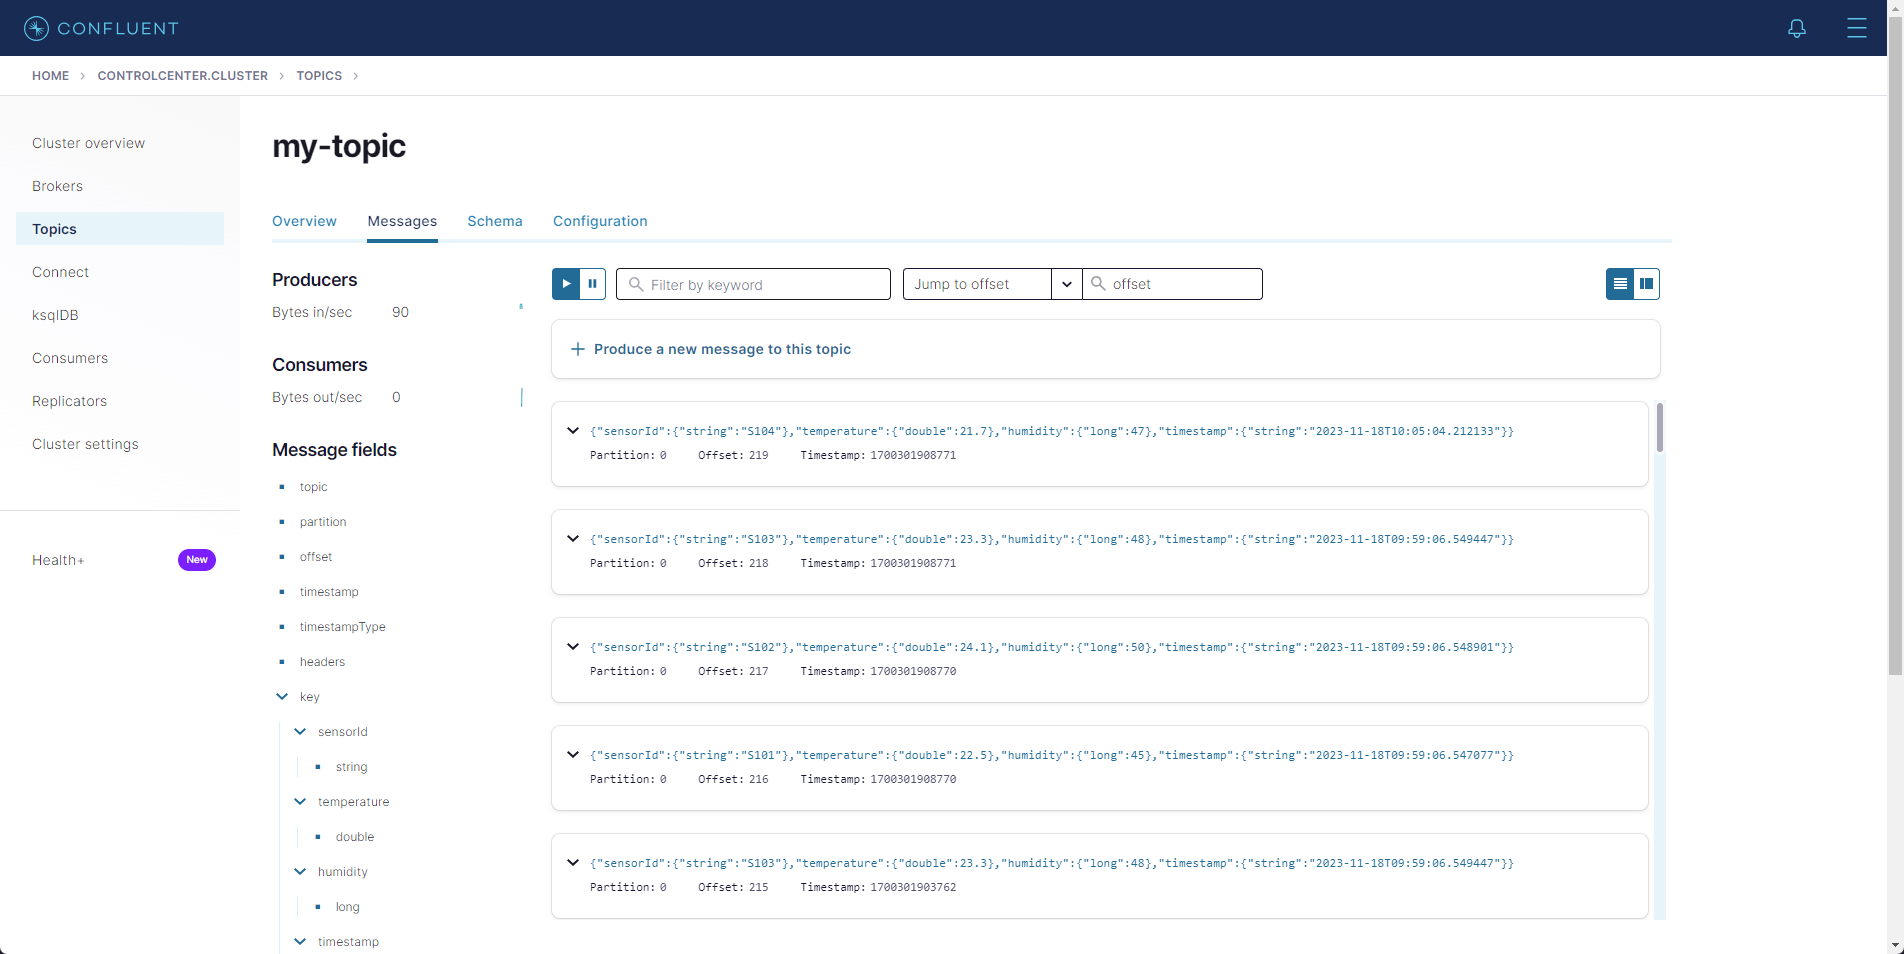 CONFLUENT
HOME > CONTROLCENTER.CLUSTER > TOPICS >
Cluster overview
Brokers
Topics
Connect
ksqlDB
Consumers
Replicators
Cluster settings
Health+ New
my-topic
Overview Messages Schema Configuration
Producers
Bytes in/sec 90
Consumers
Bytes out/sec 0
Message fields
topic
partition
offset
timestamp
timestampType
headers
key
sensorId
string
temperature
double
humidity
long
timestamp
Filter by keyword Jump to offset offset
Produce a new message to this topic
{"sensorId":{"string":"S104"},"temperature":{"double":21.7},"humidity":{"long":47},"timestamp":{"string":"2023-11-18T10:05:04.212133"}}
Partition: 0 Offset: 219 Timestamp: 1700301908771
{"sensorId":{"string":"S103"},"temperature":{"double":23.3},"humidity":{"long":48},"timestamp":{"string":"2023-11-18T09:59:06.549447"}}
Partition: 0 Offset: 218 Timestamp: 1700301908771
{"sensorId":{"string":"S102"},"temperature":{"double":24.1},"humidity":{"long":50},"timestamp":{"string":"2023-11-18T09:59:06.548901"}}
Partition: 0 Offset: 217 Timestamp: 1700301908770
{"sensorId":{"string":"S101"},"temperature":{"double":22.5},"humidity":{"long":45},"timestamp":{"string":"2023-11-18T09:59:06.547077"}}
Partition: 0 Offset: 216 Timestamp: 1700301908770
{"sensorId":{"string":"S103"},"temperature":{"double":23.3},"humidity":{"long":48},"timestamp":{"string":"2023-11-18T09:59:06.549447"}}
Partition: 0 Offset: 215 Timestamp: 1700301903762